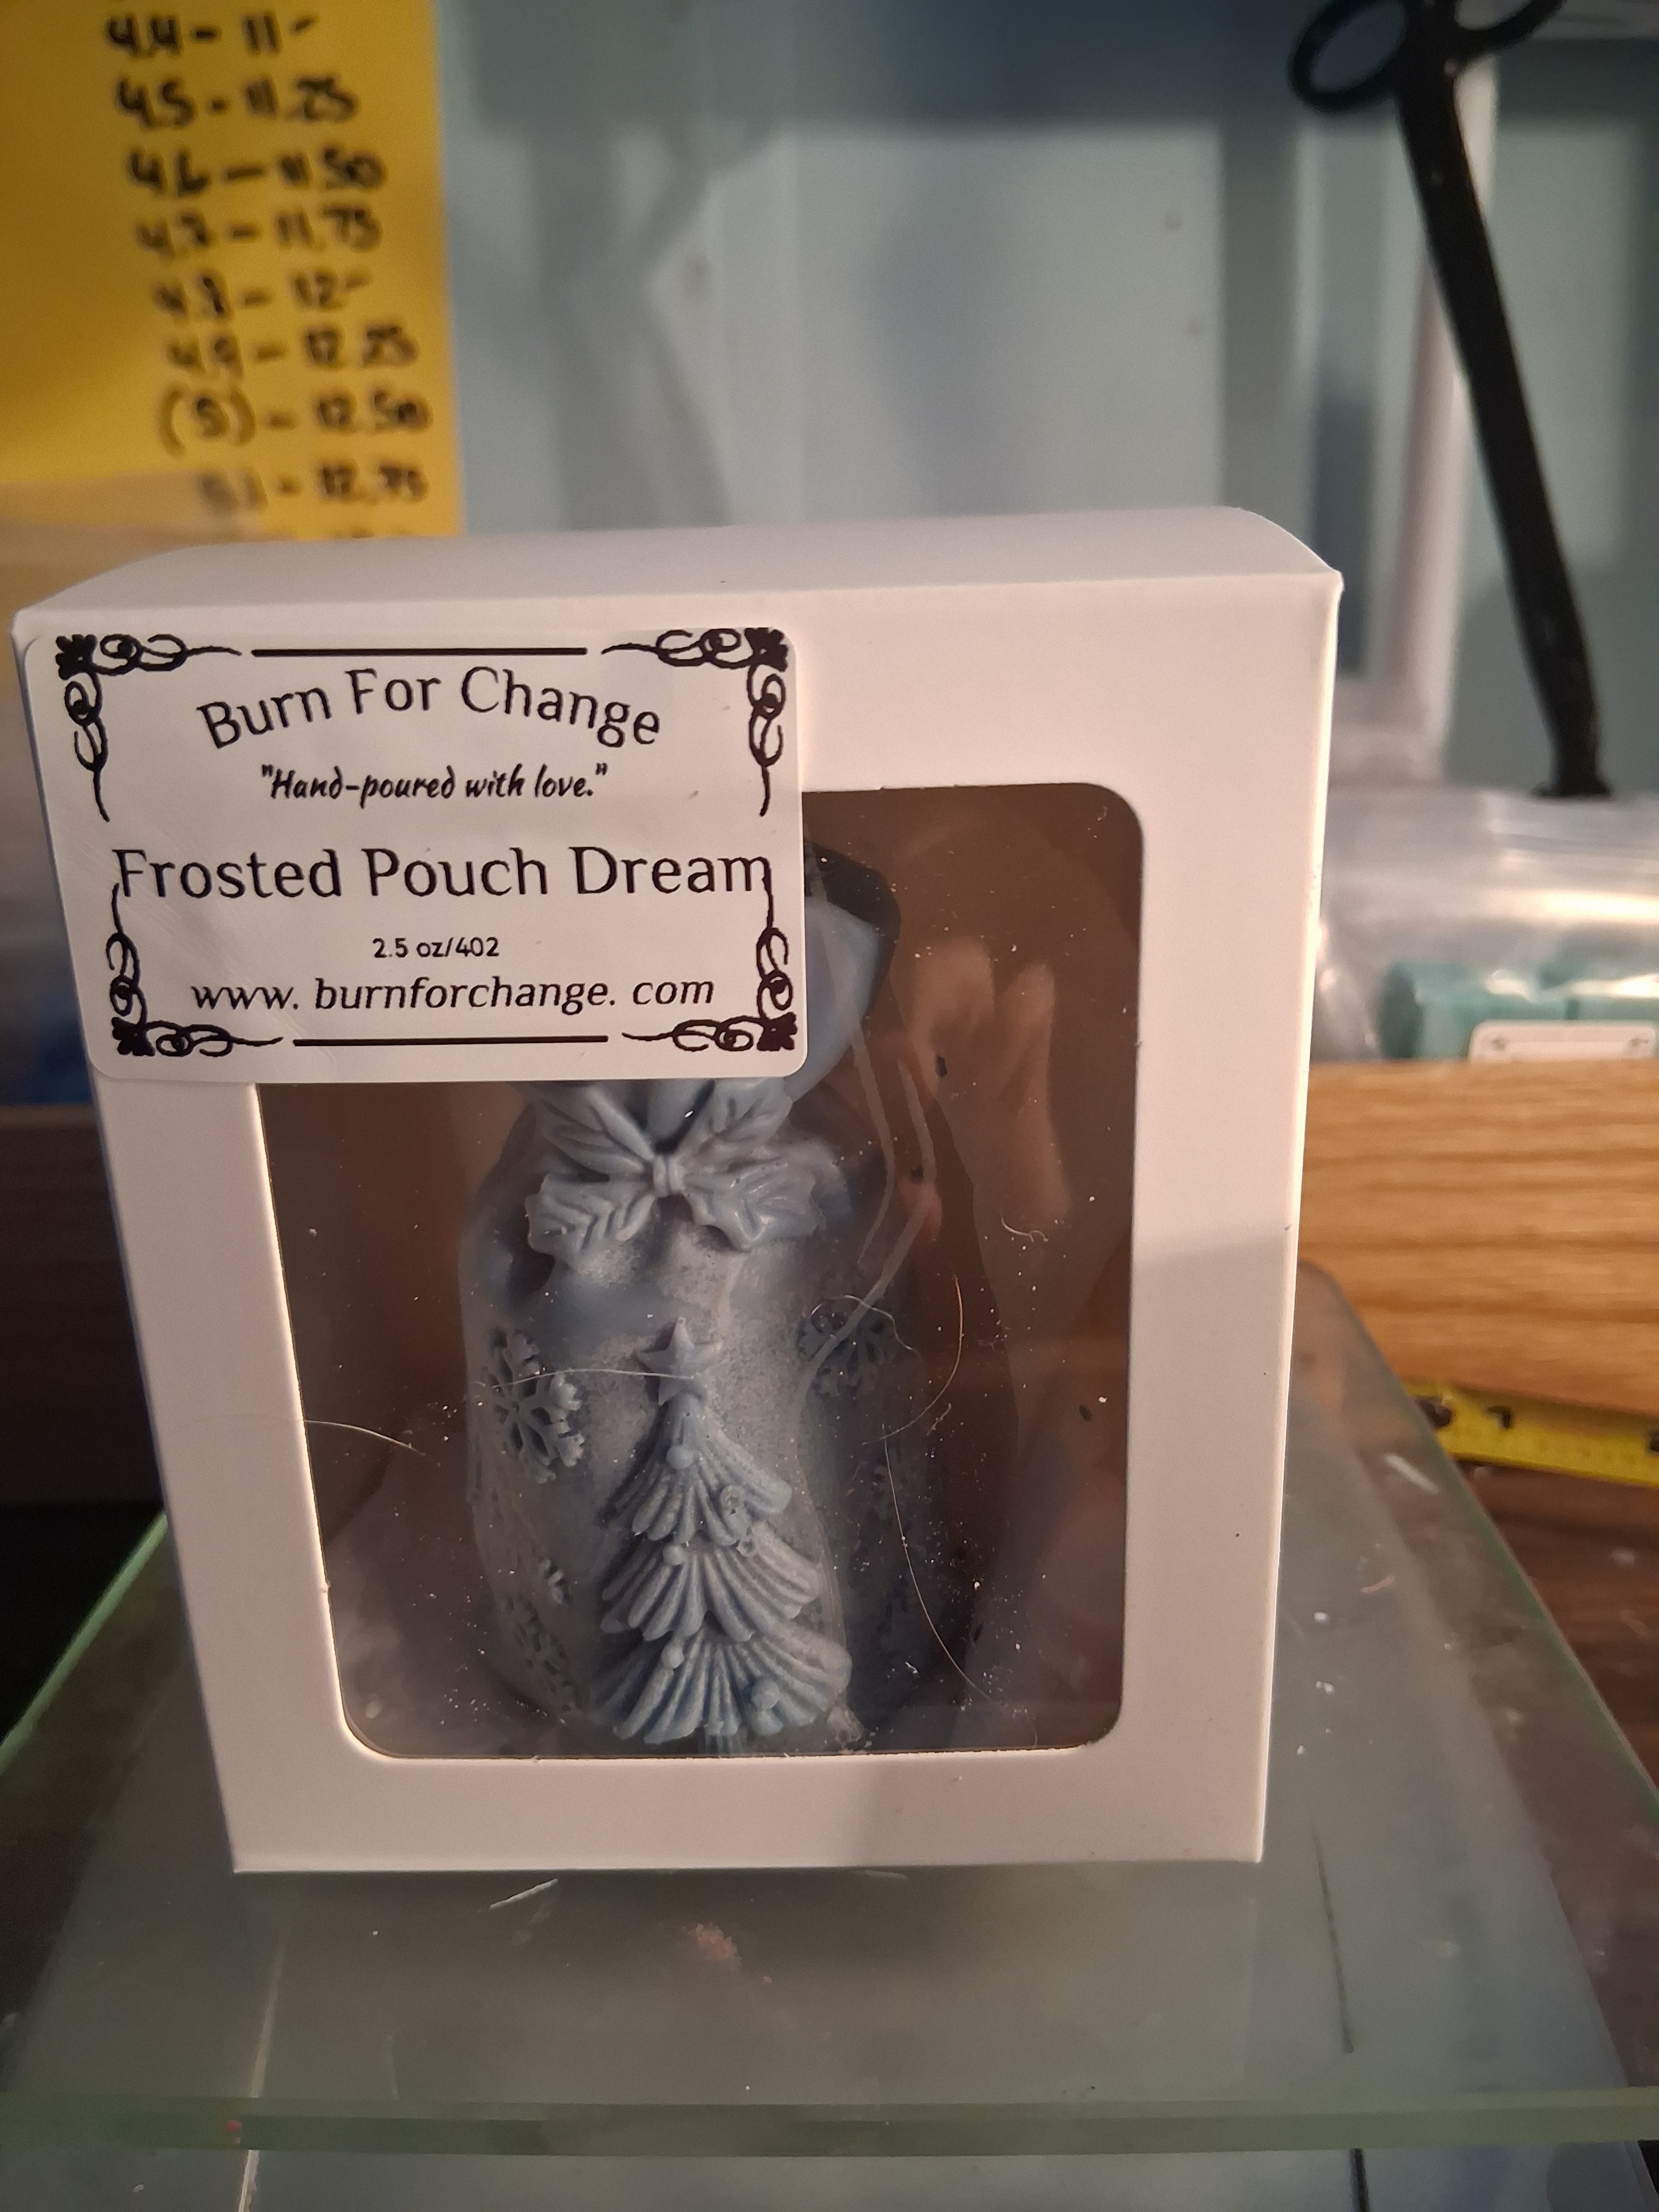 4.4 - 11-
4.5 - 11.25
4.6 - 11.50
4.7 - 11.75
4.8 - 12-
4.9 - 12.25
(5) - 12.50
5.1 - 12.75
Burn For Change
"Hand-poured with love."
Frosted Pouch Dream
2.5 oz/402
www. burnforchange. com